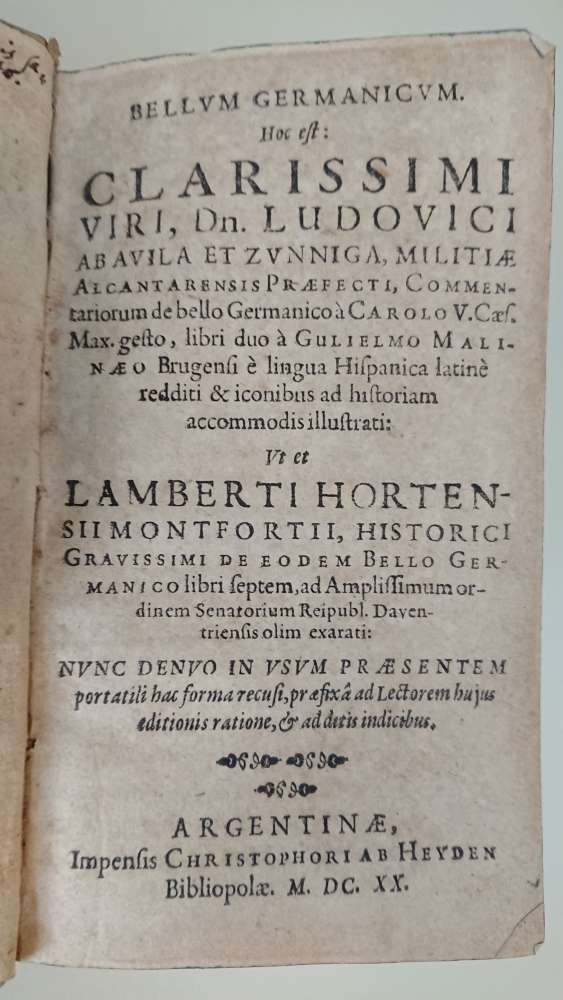 BELLVM GERMANICVM.
Hoc eſt:
CLARISSIMI
VIRI, Dn. LUDOVICI
AB AVILA ET ZVNNIGA, MILITIÆ
ALCANTARENSIS PRÆFECTI, COMMEN-
tariorum de bello Germanico à CAROLO V. Cæſ.
Max. geſto, libri duo à GULIELMO MALI-
NÆO Brugenſi è lingua Hiſpanica latinè
redditi & iconibus ad hiſtoriam
accommodis illuſtrati:
Vt et
LAMBERTI HORTEN-
SII MONTFORTII, HISTORICI
GRAVISSIMI DE EODEM BELLO GER-
MANICO libri ſeptem, ad Ampliſſimum or-
dinem Senatorium Reipubl. Daven-
trienſis olim exarati:
NVNC DENVO IN VSVM PRÆSENTEM
portatili hac forma recuſi, præfixâ ad Lectorem hujus
editionis ratione, & additis indicibus.
ARGENTINÆ,
Impenſis CHRISTOPHORI AB HEYDEN
Bibliopolæ. M. DC. XX.